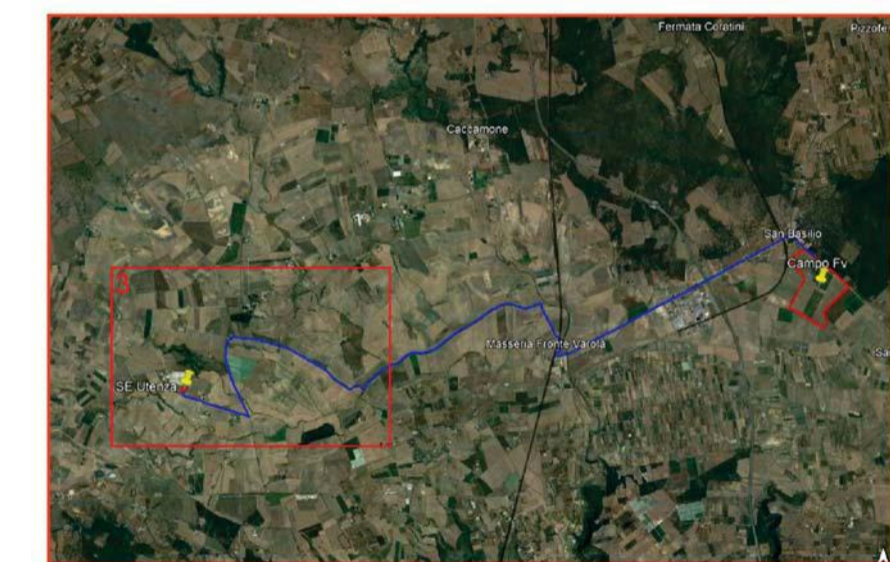 Fermata Coratini
Pizzofe
Caccamone
San Basilio
Campo Fv
3
Masseria Fronte Varola
SE Utenza